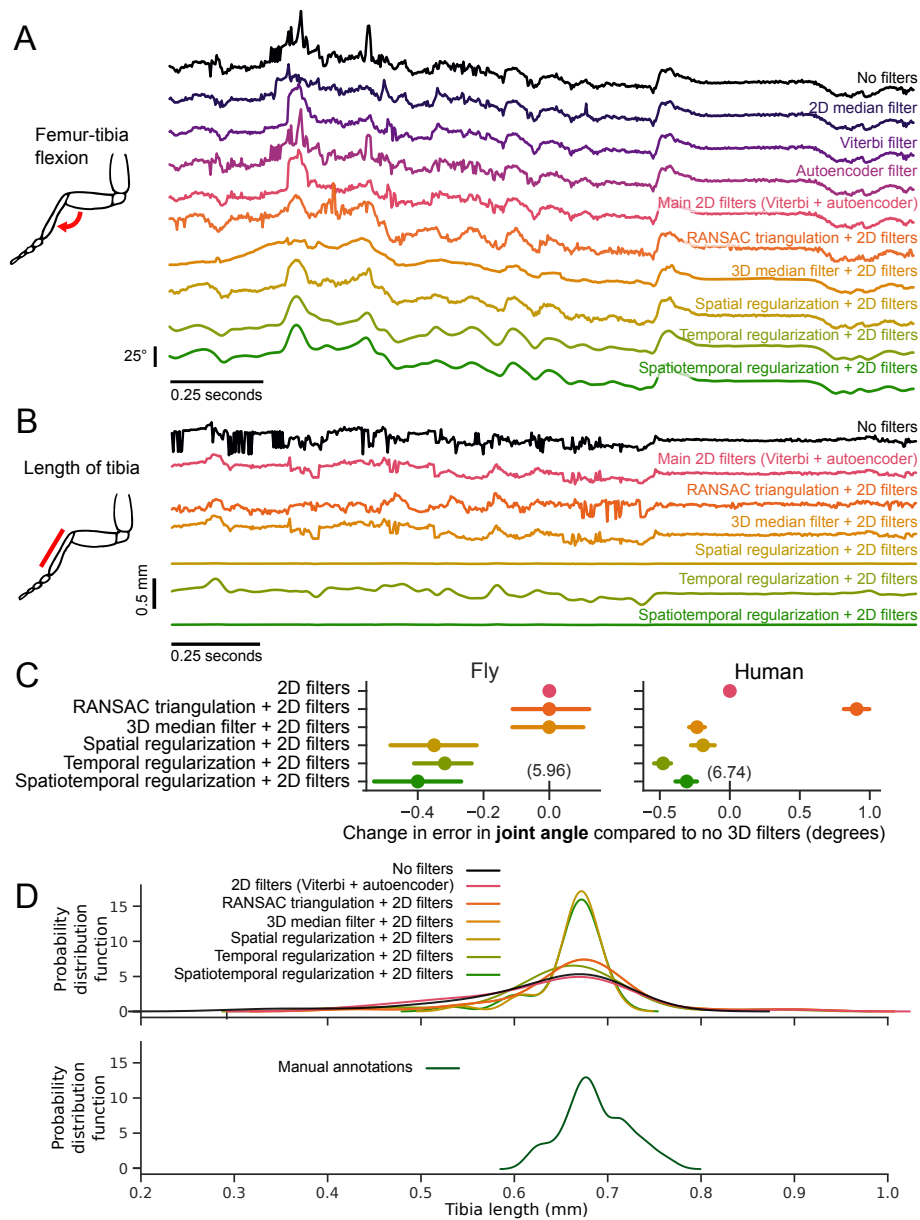 A
Femur-tibia
flexion
No filters
2D median filter
Viterbi filter
Autoencoder filter
Main 2D filters (Viterbi + autoencoder)
RANSAC triangulation + 2D filters
3D median filter + 2D filters
Spatial regularization + 2D filters
Temporal regularization + 2D filters
Spatiotemporal regularization + 2D filters
25°
0.25 seconds
B
Length of tibia
No filters
Main 2D filters (Viterbi + autoencoder)
RANSAC triangulation + 2D filters
3D median filter + 2D filters
Spatial regularization + 2D filters
Temporal regularization + 2D filters
Spatiotemporal regularization + 2D filters
0.5 mm
0.25 seconds
C
Fly
Human
2D filters
RANSAC triangulation + 2D filters
3D median filter + 2D filters
Spatial regularization + 2D filters
Temporal regularization + 2D filters
Spatiotemporal regularization + 2D filters
(5.96)
(6.74)
−0.4 −0.2 0.0
−0.5 0.0 0.5 1.0
Change in error in joint angle compared to no 3D filters (degrees)
D
No filters
2D filters (Viterbi + autoencoder)
RANSAC triangulation + 2D filters
3D median filter + 2D filters
Spatial regularization + 2D filters
Temporal regularization + 2D filters
Spatiotemporal regularization + 2D filters
Probability
distribution
function
15
10
5
0
Manual annotations
Probability
distribution
function
15
10
5
0
0.2 0.3 0.4 0.5 0.6 0.7 0.8 0.9 1.0
Tibia length (mm)